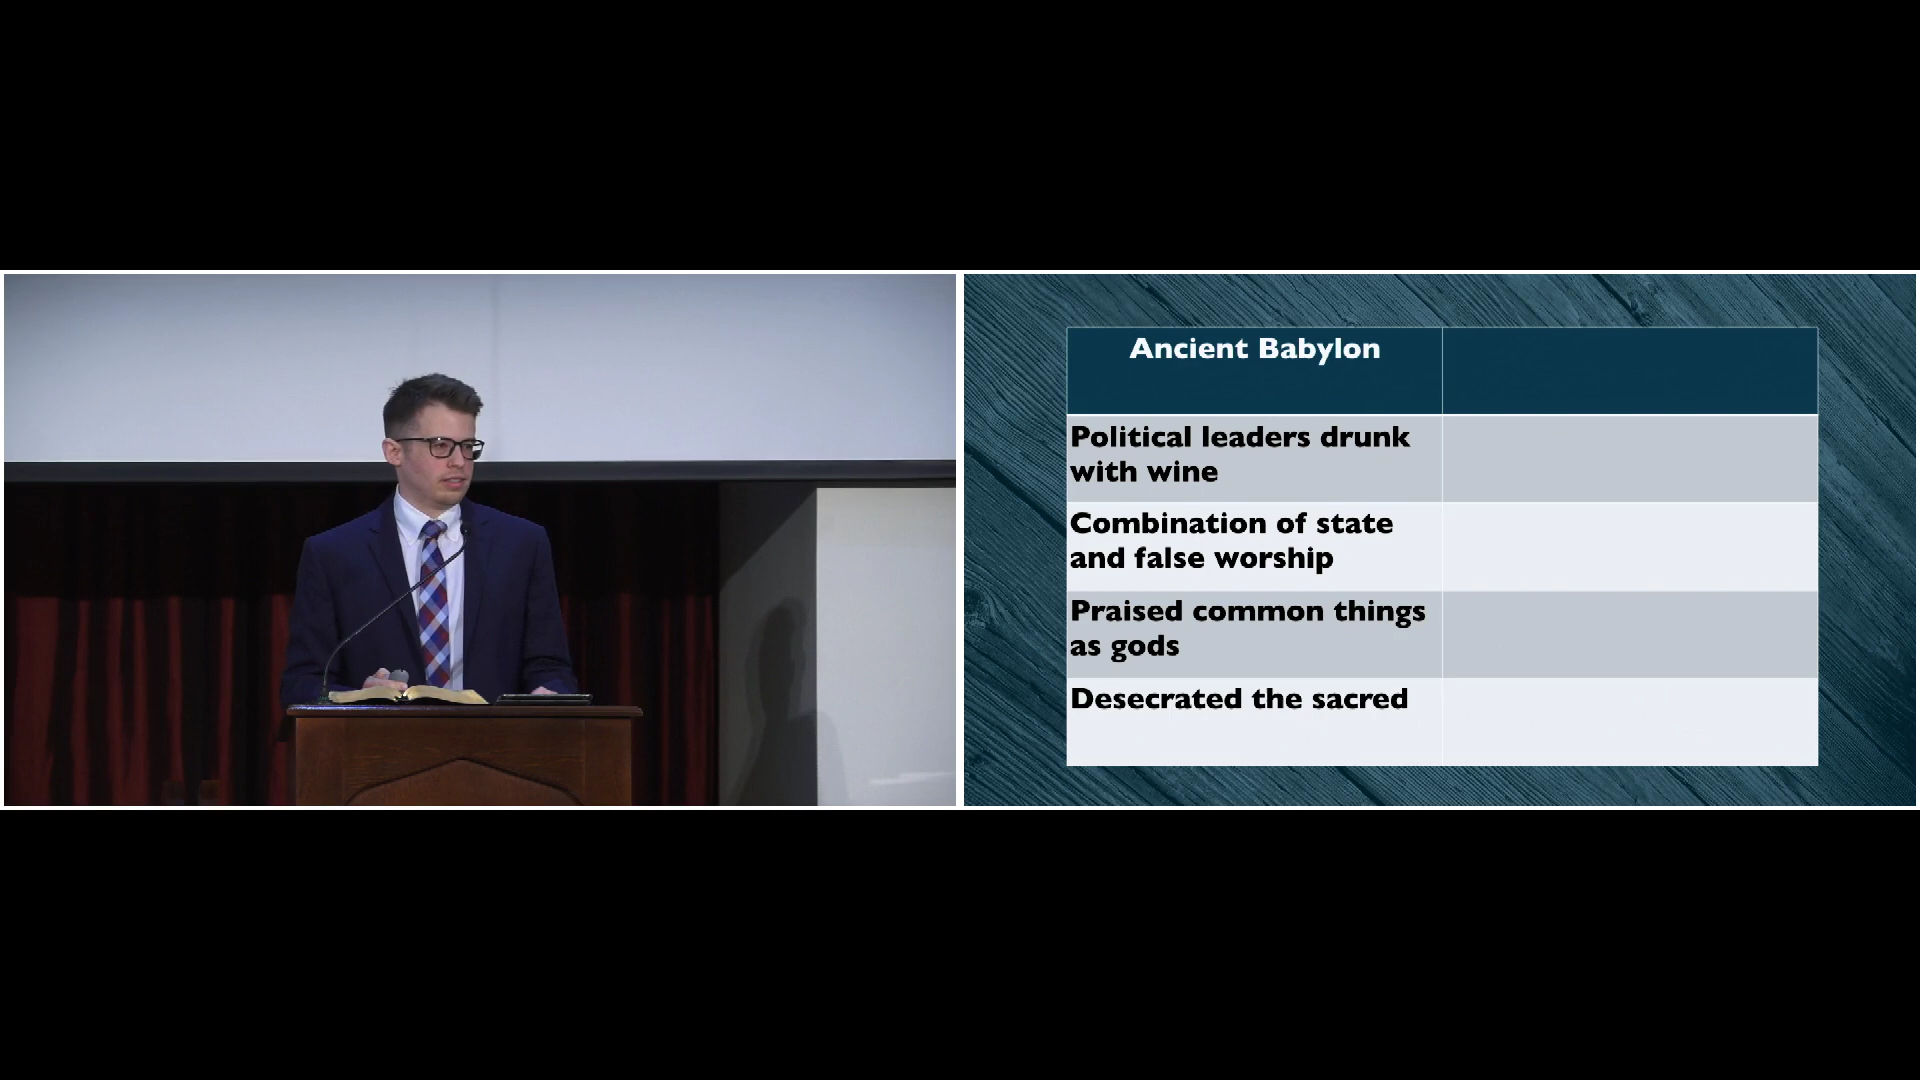 Ancient Babylon
Political leaders drunk
with wine
Combination of state
and false worship
Praised common things
as gods
Desecrated the sacred